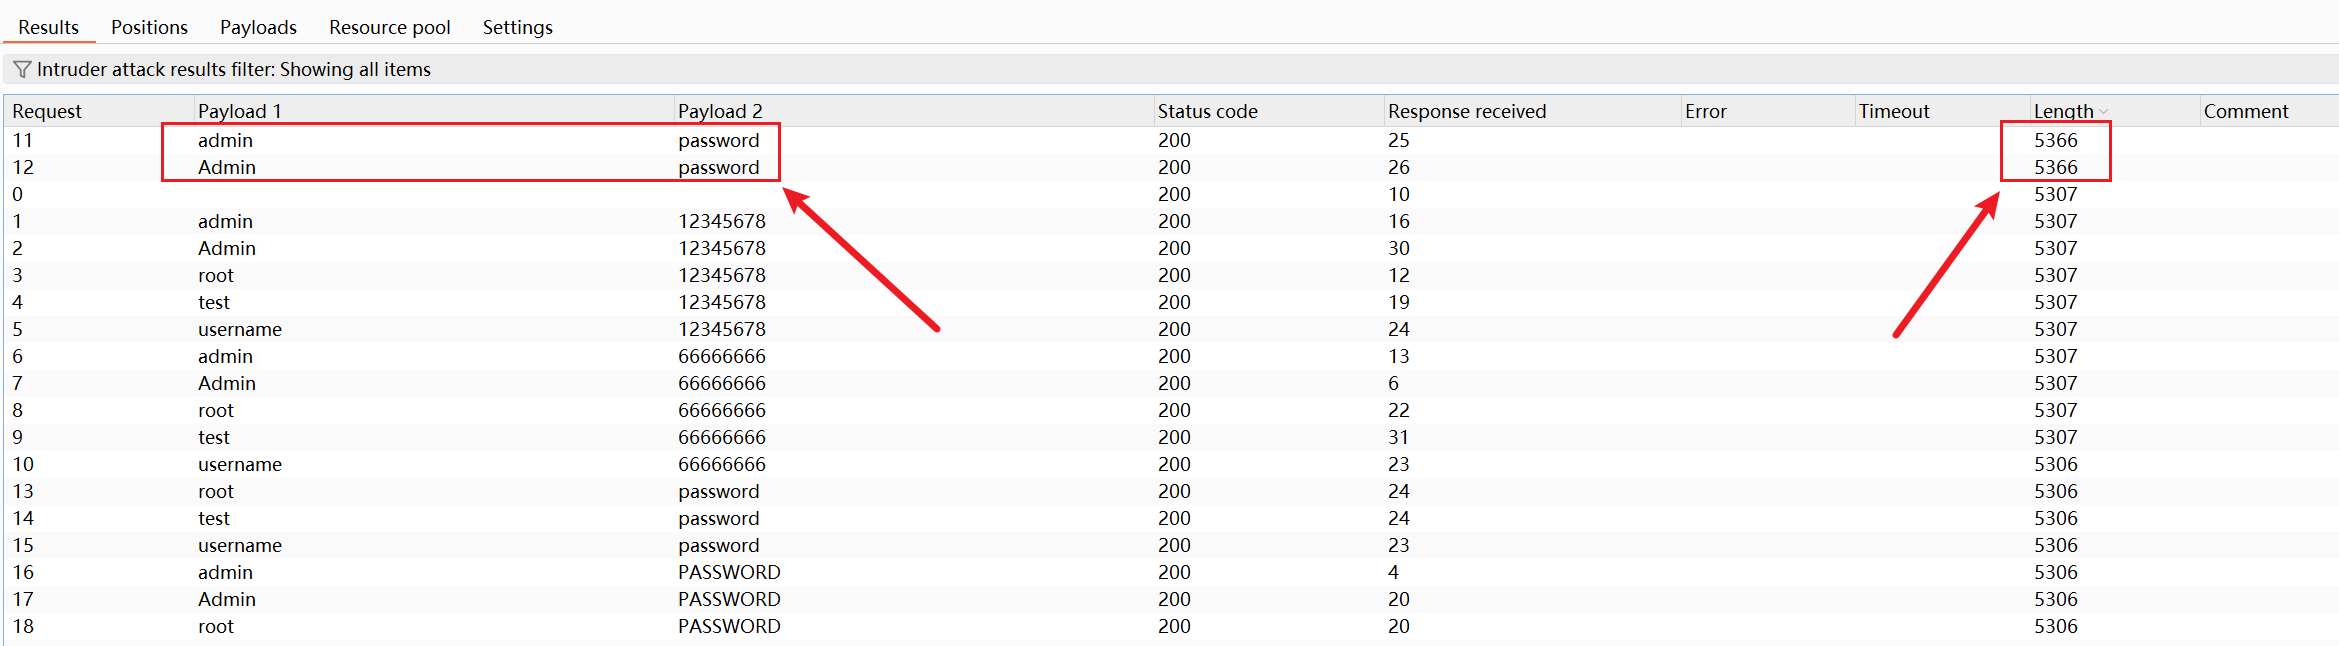 Results Positions Payloads Resource pool Settings
Intruder attack results filter: Showing all items
Request Payload 1 Payload 2 Status code Response received Error Timeout Length Comment
11 admin password 200 25 5366
12 Admin password 200 26 5366
0 200 10 5307
1 admin 12345678 200 16 5307
2 Admin 12345678 200 30 5307
3 root 12345678 200 12 5307
4 test 12345678 200 19 5307
5 username 12345678 200 24 5307
6 admin 66666666 200 13 5307
7 Admin 66666666 200 6 5307
8 root 66666666 200 22 5307
9 test 66666666 200 31 5307
10 username 66666666 200 23 5306
13 root password 200 24 5306
14 test password 200 24 5306
15 username password 200 23 5306
16 admin PASSWORD 200 4 5306
17 Admin PASSWORD 200 20 5306
18 root PASSWORD 200 20 5306